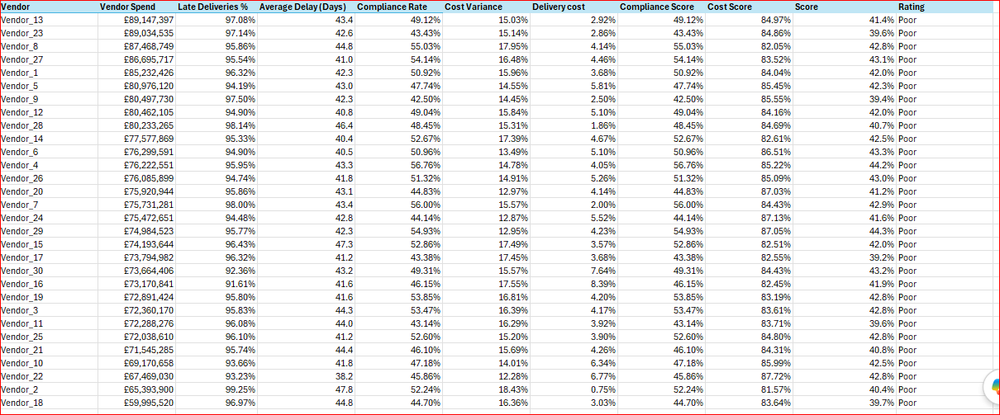 Vendor Vendor Spend Late Deliveries % Average Delay (Days) Compliance Rate Cost Variance Delivery cost Compliance Score Cost Score Score Rating
Vendor_13 £89,147,397 97.08% 43.4 49.12% 15.03% 2.92% 49.12% 84.97% 41.4% Poor
Vendor_23 £89,034,535 97.14% 42.6 43.43% 15.14% 2.86% 43.43% 84.86% 39.6% Poor
Vendor_8 £87,468,749 95.86% 44.8 55.03% 17.95% 4.14% 55.03% 82.05% 42.8% Poor
Vendor_27 £86,695,717 95.54% 41.0 54.14% 16.48% 4.46% 54.14% 83.52% 43.1% Poor
Vendor_1 £85,232,426 96.32% 42.3 50.92% 15.96% 3.68% 50.92% 84.04% 42.0% Poor
Vendor_5 £80,976,120 94.19% 43.0 47.74% 14.55% 5.81% 47.74% 85.45% 42.3% Poor
Vendor_9 £80,497,730 97.50% 42.3 42.50% 14.45% 2.50% 42.50% 85.55% 39.4% Poor
Vendor_12 £80,462,105 94.90% 40.8 49.04% 15.84% 5.10% 49.04% 84.16% 42.0% Poor
Vendor_28 £80,233,265 98.14% 46.4 48.45% 15.31% 1.86% 48.45% 84.69% 40.7% Poor
Vendor_14 £77,577,869 95.33% 40.4 52.67% 17.39% 4.67% 52.67% 82.61% 42.5% Poor
Vendor_6 £76,299,591 94.90% 40.5 50.96% 13.49% 5.10% 50.96% 86.51% 43.3% Poor
Vendor_4 £76,222,551 95.95% 43.3 56.76% 14.78% 4.05% 56.76% 85.22% 44.2% Poor
Vendor_26 £76,085,899 94.74% 41.8 51.32% 14.91% 5.26% 51.32% 85.09% 43.0% Poor
Vendor_20 £75,920,944 95.86% 43.1 44.83% 12.97% 4.14% 44.83% 87.03% 41.2% Poor
Vendor_7 £75,731,281 98.00% 43.4 56.00% 15.57% 2.00% 56.00% 84.43% 42.9% Poor
Vendor_24 £75,472,651 94.48% 42.8 44.14% 12.87% 5.52% 44.14% 87.13% 41.6% Poor
Vendor_29 £74,984,523 95.77% 42.3 54.93% 12.95% 4.23% 54.93% 87.05% 44.3% Poor
Vendor_15 £74,193,644 96.43% 47.3 52.86% 17.49% 3.57% 52.86% 82.51% 42.0% Poor
Vendor_17 £73,794,982 96.32% 41.2 43.38% 17.45% 3.68% 43.38% 82.55% 39.2% Poor
Vendor_30 £73,664,406 92.36% 43.2 49.31% 15.57% 7.64% 49.31% 84.43% 43.2% Poor
Vendor_16 £73,170,841 91.61% 41.6 46.15% 17.55% 8.39% 46.15% 82.45% 41.9% Poor
Vendor_19 £72,891,424 95.80% 41.6 53.85% 16.81% 4.20% 53.85% 83.19% 42.8% Poor
Vendor_3 £72,360,170 95.83% 44.3 53.47% 16.39% 4.17% 53.47% 83.61% 42.8% Poor
Vendor_11 £72,288,276 96.08% 44.0 43.14% 16.29% 3.92% 43.14% 83.71% 39.6% Poor
Vendor_25 £72,038,610 96.10% 41.2 52.60% 15.20% 3.90% 52.60% 84.80% 42.8% Poor
Vendor_21 £71,545,285 95.74% 44.4 46.10% 15.69% 4.26% 46.10% 84.31% 40.8% Poor
Vendor_10 £69,170,658 93.66% 41.8 47.18% 14.01% 6.34% 47.18% 85.99% 42.5% Poor
Vendor_22 £67,469,030 93.23% 38.2 45.86% 12.28% 6.77% 45.86% 87.72% 42.8% Poor
Vendor_2 £65,393,900 99.25% 47.8 52.24% 18.43% 0.75% 52.24% 81.57% 40.4% Poor
Vendor_18 £59,995,520 96.97% 44.8 44.70% 16.36% 3.03% 44.70% 83.64% 39.7% Poor